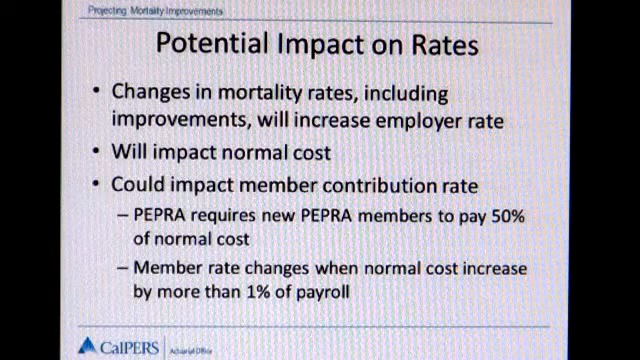 Projecting Mortality Improvements
Potential Impact on Rates
• Changes in mortality rates, including
improvements, will increase employer rate
• Will impact normal cost
• Could impact member contribution rate
– PEPRA requires new PEPRA members to pay 50%
of normal cost
– Member rate changes when normal cost increase
by more than 1% of payroll
CalPERS Actuarial Office